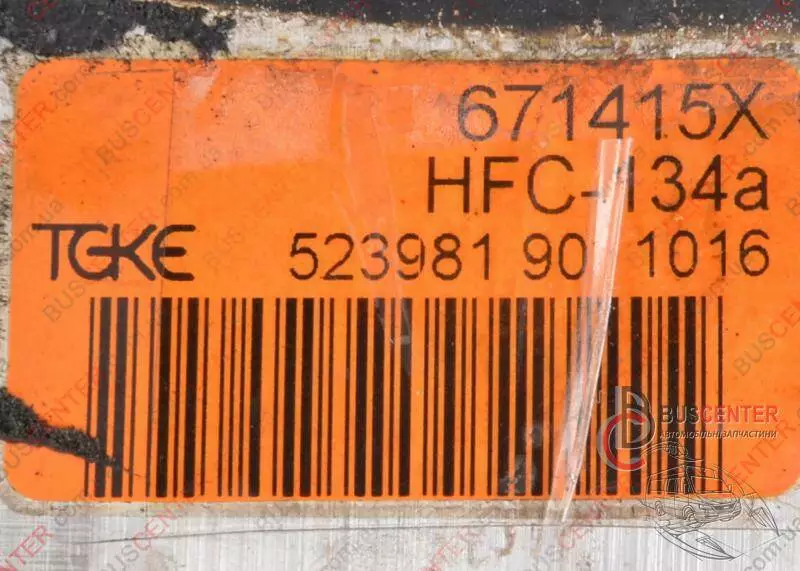 671415X
HFC-134a
TGKE 523981 90 1016
BUSCENTER
АВТОМОБІЛЬНІ ЗАПЧАСТИНИ